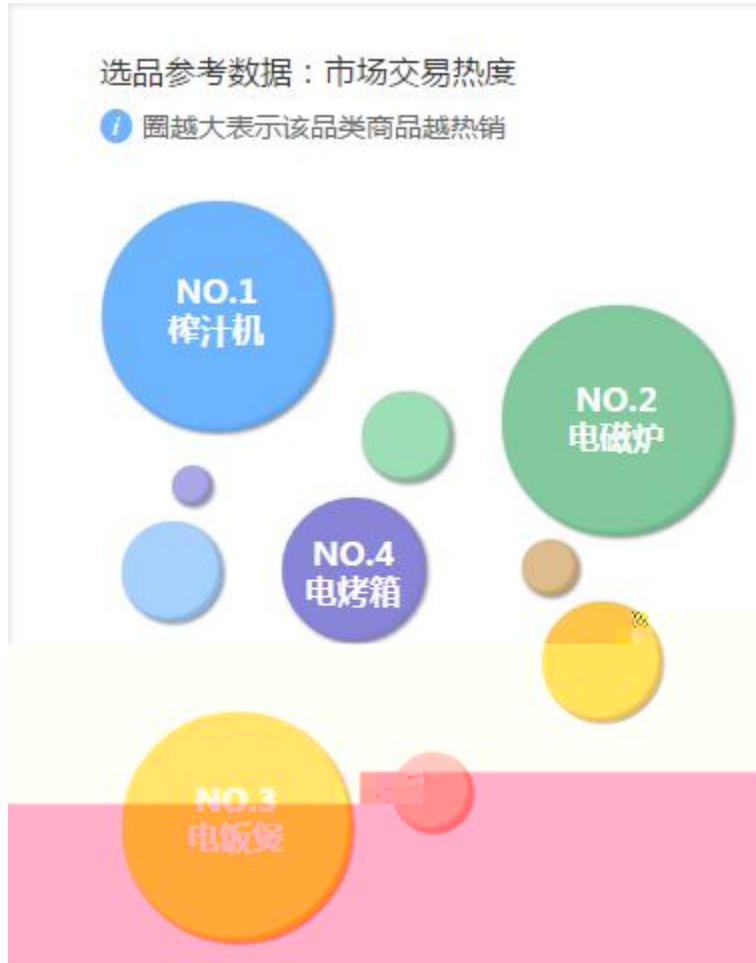 选品参考数据：市场交易热度
i 圈越大表示该品类商品越热销
NO.1
榨汁机
NO.2
电磁炉
NO.4
电烤箱
NO.3
电饭煲